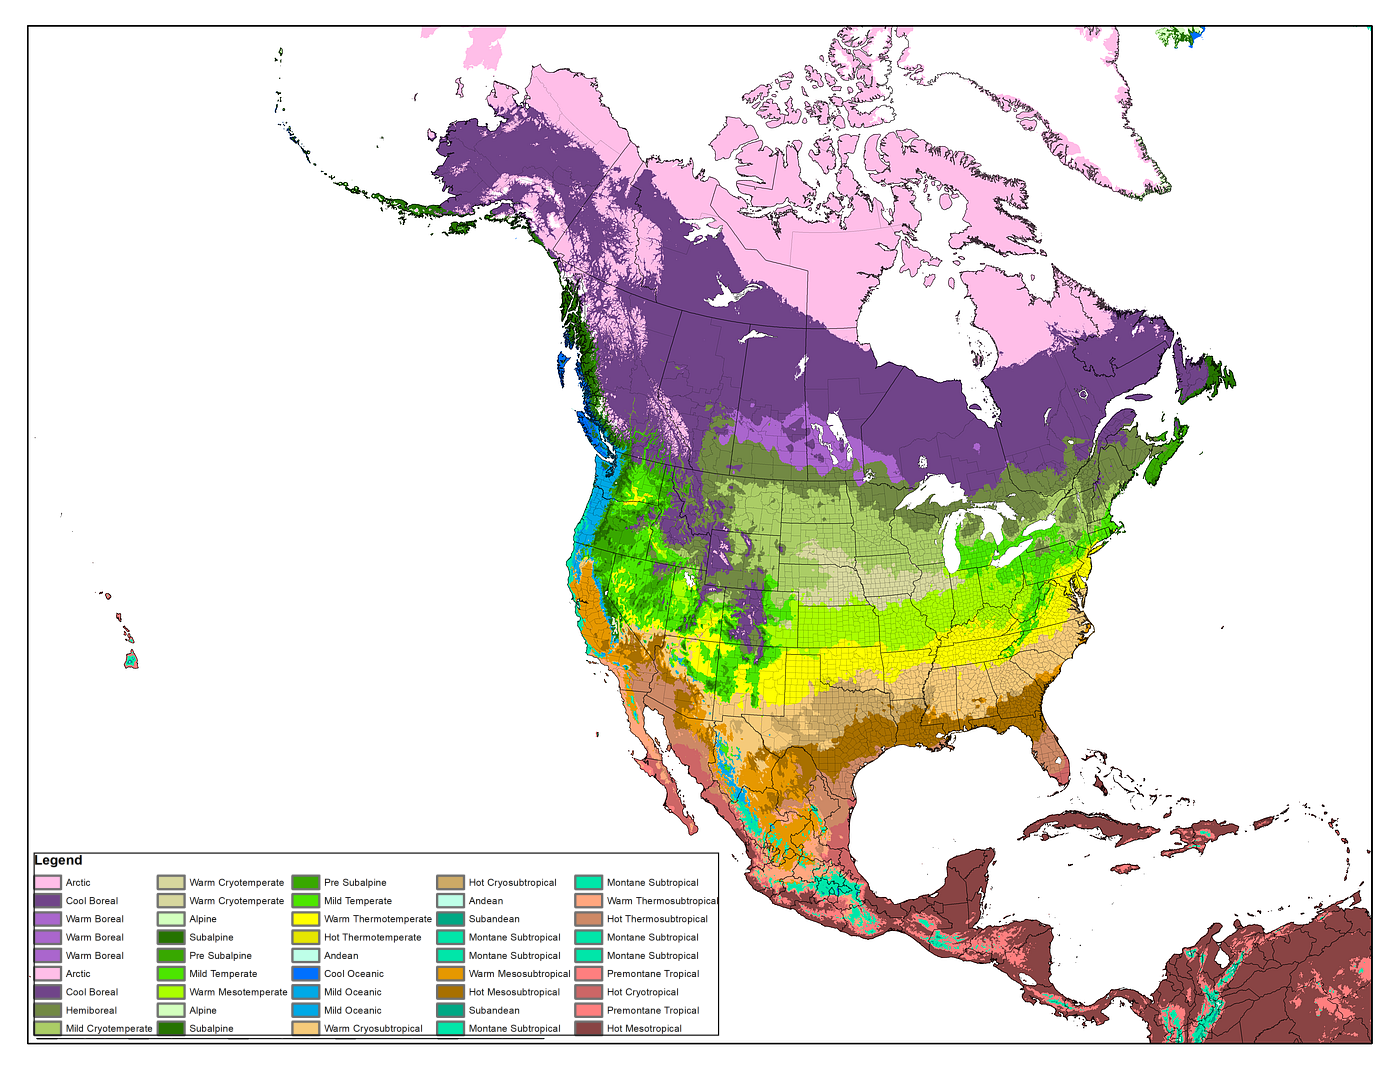 Legend
Arctic
Cool Boreal
Warm Boreal
Warm Boreal
Warm Boreal
Arctic
Cool Boreal
Hemiboreal
Mild Cryotemperate
Warm Cryotemperate
Warm Cryotemperate
Alpine
Subalpine
Pre Subalpine
Mild Temperate
Warm Mesotemperate
Alpine
Subalpine
Pre Subalpine
Mild Temperate
Warm Thermotemperate
Hot Thermotemperate
Andean
Cool Oceanic
Mild Oceanic
Mild Oceanic
Warm Cryosubtropical
Hot Cryosubtropical
Andean
Subandean
Montane Subtropical
Montane Subtropical
Warm Mesosubtropical
Hot Mesosubtropical
Subandean
Montane Subtropical
Montane Subtropical
Warm Thermosubtropical
Hot Thermosubtropical
Montane Subtropical
Montane Subtropical
Premontane Tropical
Hot Cryotropical
Premontane Tropical
Hot Mesotropical